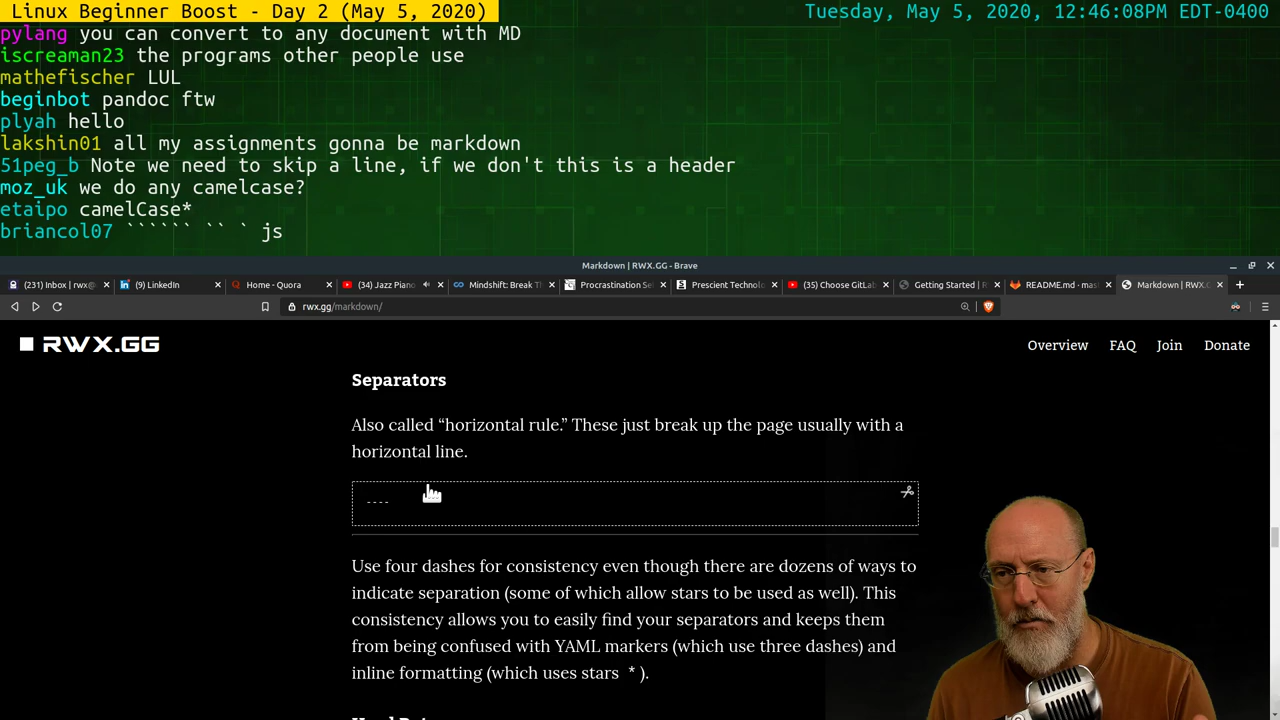 Linux Beginner Boost - Day 2 (May 5, 2020)
Tuesday, May 5, 2020, 12:46:08PM EDT-0400
pylang you can convert to any document with MD
iscreaman23 the programs other people use
mathefischer LUL
beginbot pandoc ftw
plyah hello
lakshin01 all my assignments gonna be markdown
51peg_b Note we need to skip a line, if we don't this is a header
moz_uk we do any camelcase?
etaipo camelCase*
briancol07 `````` `` ` js
Markdown | RWX.GG - Brave
(231) Inbox | rwx@
(9) LinkedIn
Home - Quora
(34) Jazz Piano
Mindshift: Break T
Procrastination Se
Prescient Technolo
(35) Choose GitLab
Getting Started | R
README.md · mas
Markdown | RWX.G
rwx.gg/markdown/
RWX.GG
Overview FAQ Join Donate
Separators
Also called “horizontal rule.” These just break up the page usually with a
horizontal line.
----
Use four dashes for consistency even though there are dozens of ways to
indicate separation (some of which allow stars to be used as well). This
consistency allows you to easily find your separators and keeps them
from being confused with YAML markers (which use three dashes) and
inline formatting (which uses stars * ).